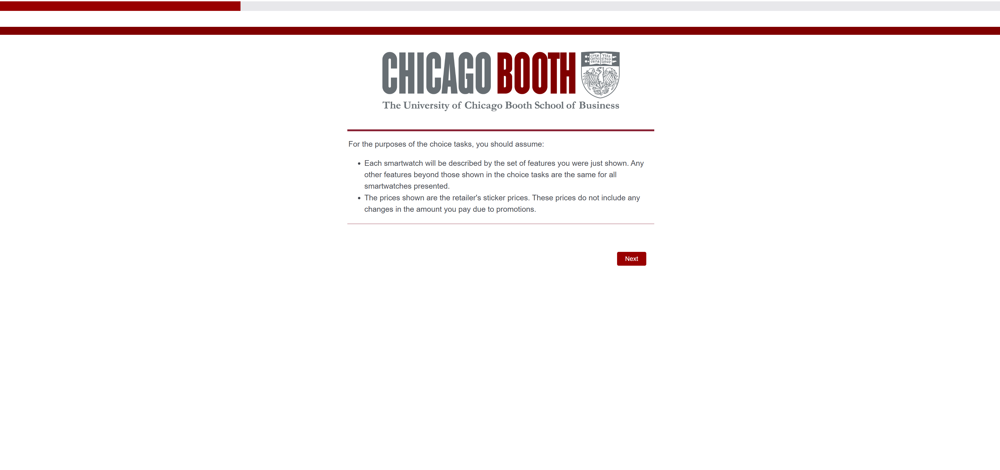 CHICAGO BOOTH
Cres- Vita
catSci Exco-
entia latur
The University of Chicago Booth School of Business
For the purposes of the choice tasks, you should assume:
• Each smartwatch will be described by the set of features you were just shown. Any
other features beyond those shown in the choice tasks are the same for all
smartwatches presented.
• The prices shown are the retailer's sticker prices. These prices do not include any
changes in the amount you pay due to promotions.
Next